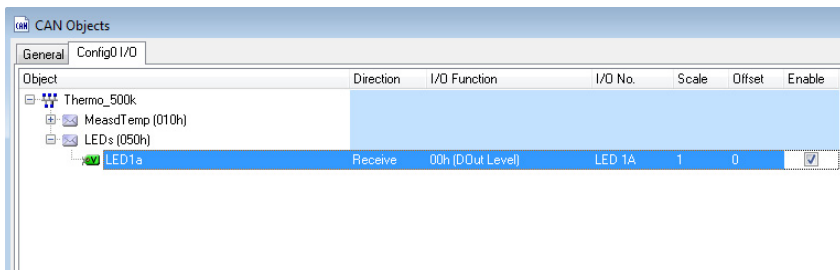 CAN Objects
General Config0 I/O
Object Direction I/O Function I/O No. Scale Offset Enable
Thermo_500k
MeasdTemp (010h)
LEDs (050h)
LED1a Receive 00h (DOut Level) LED 1A 1 0